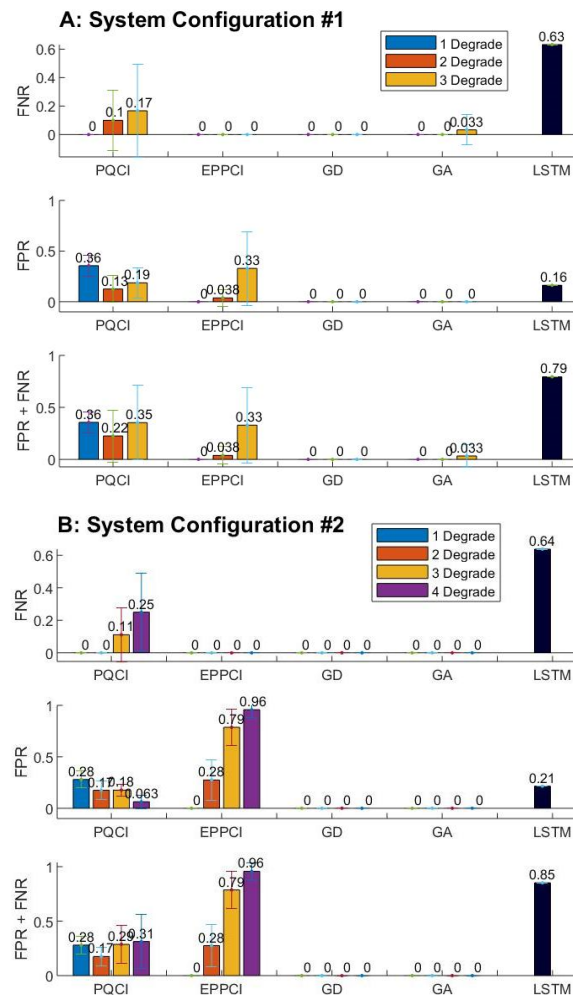 A: System Configuration #1
1 Degrade
2 Degrade
3 Degrade
FNR
0.6
0.4
0.2
0
0 0.1 0.17 0 0 0 0 0 0 0 0 0.033 0.63
PQCI EPPCI GD GA LSTM
FPR
1
0.5
0
0.36 0.13 0.19 0 0.038 0.33 0 0 0 0 0 0 0.16
PQCI EPPCI GD GA LSTM
FPR + FNR
1
0.5
0
0.36 0.22 0.35 0 0.038 0.33 0 0 0 0 0 0.033 0.79
PQCI EPPCI GD GA LSTM
B: System Configuration #2
1 Degrade
2 Degrade
3 Degrade
4 Degrade
FNR
0.6
0.4
0.2
0
0 0 0.11 0.25 0 0 0 0 0 0 0 0 0 0 0 0 0.64
PQCI EPPCI GD GA LSTM
FPR
1
0.5
0
0.28 0.17 0.18 0.063 0 0.28 0.79 0.96 0 0 0 0 0 0 0 0 0.21
PQCI EPPCI GD GA LSTM
FPR + FNR
1
0.5
0
0.28 0.17 0.29 0.31 0 0.28 0.79 0.96 0 0 0 0 0 0 0 0 0.85
PQCI EPPCI GD GA LSTM